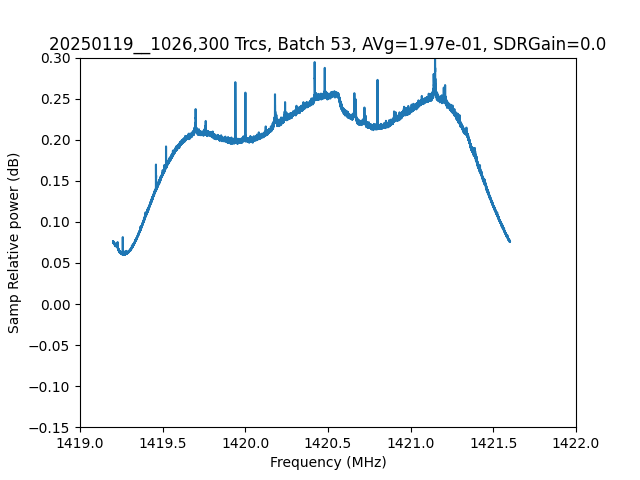 20250119__1026,300 Trcs, Batch 53, AVg=1.97e-01, SDRGain=0.0
Samp Relative power (dB)
0.30
0.25
0.20
0.15
0.10
0.05
0.00
−0.05
−0.10
−0.15
1419.0 1419.5 1420.0 1420.5 1421.0 1421.5 1422.0
Frequency (MHz)